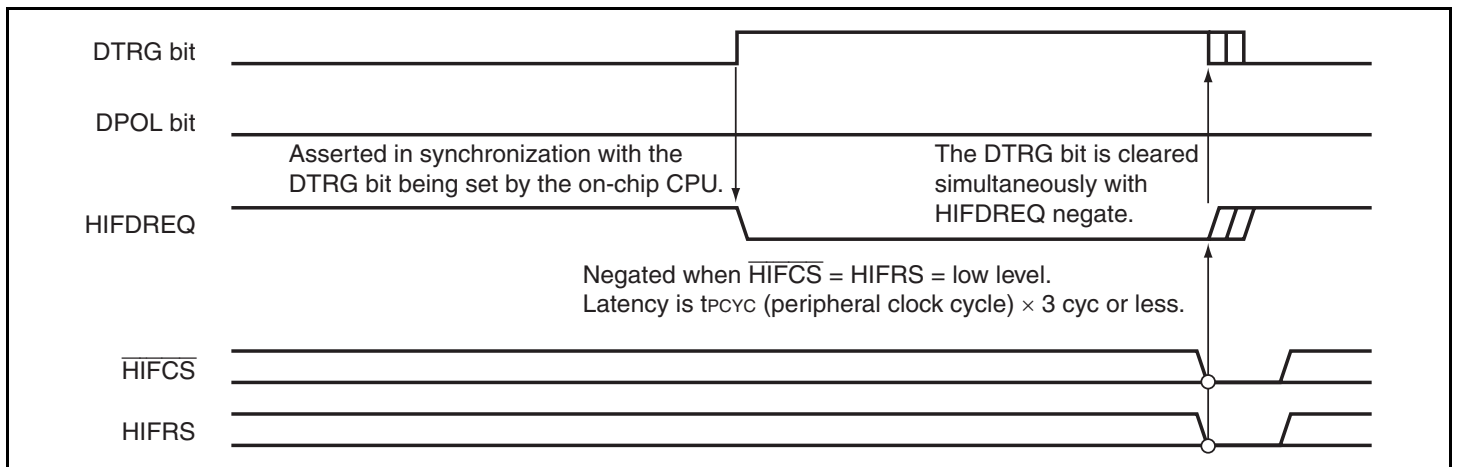 DTRG bit
DPOL bit
Asserted in synchronization with the
DTRG bit being set by the on-chip CPU.
The DTRG bit is cleared
simultaneously with
HIFDREQ negate.
HIFDREQ
Negated when H̅I̅F̅C̅S̅ = HIFRS = low level.
Latency is tPCYC (peripheral clock cycle) × 3 cyc or less.
H̅I̅F̅C̅S̅
HIFRS